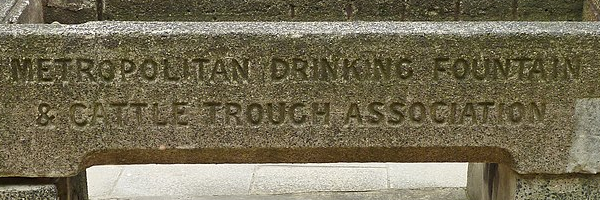 METROPOLITAN DRINKING FOUNTAIN
& CATTLE TROUGH ASSOCIATION